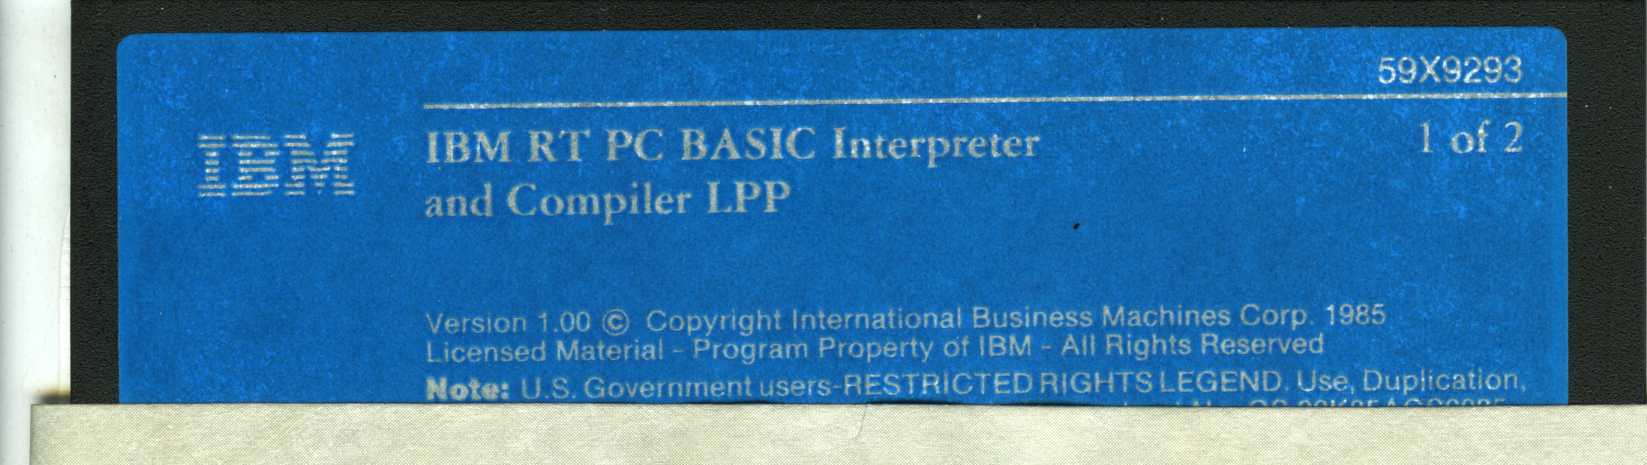 59X9293
IBM
IBM RT PC BASIC Interpreter
1 of 2
and Compiler LPP
Version 1.00 © Copyright International Business Machines Corp. 1985
Licensed Material - Program Property of IBM - All Rights Reserved
Note: U.S. Government users-RESTRICTED RIGHTS LEGEND. Use, Duplication,